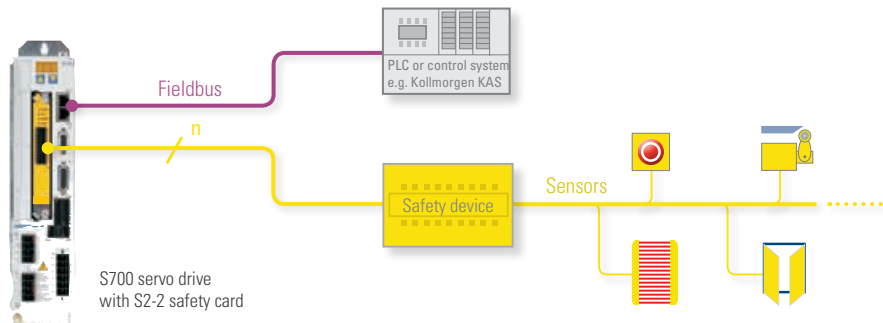 PLC or control system
e.g. Kollmorgen KAS
Fieldbus
n
Safety device
Sensors
S700 servo drive
with S2-2 safety card